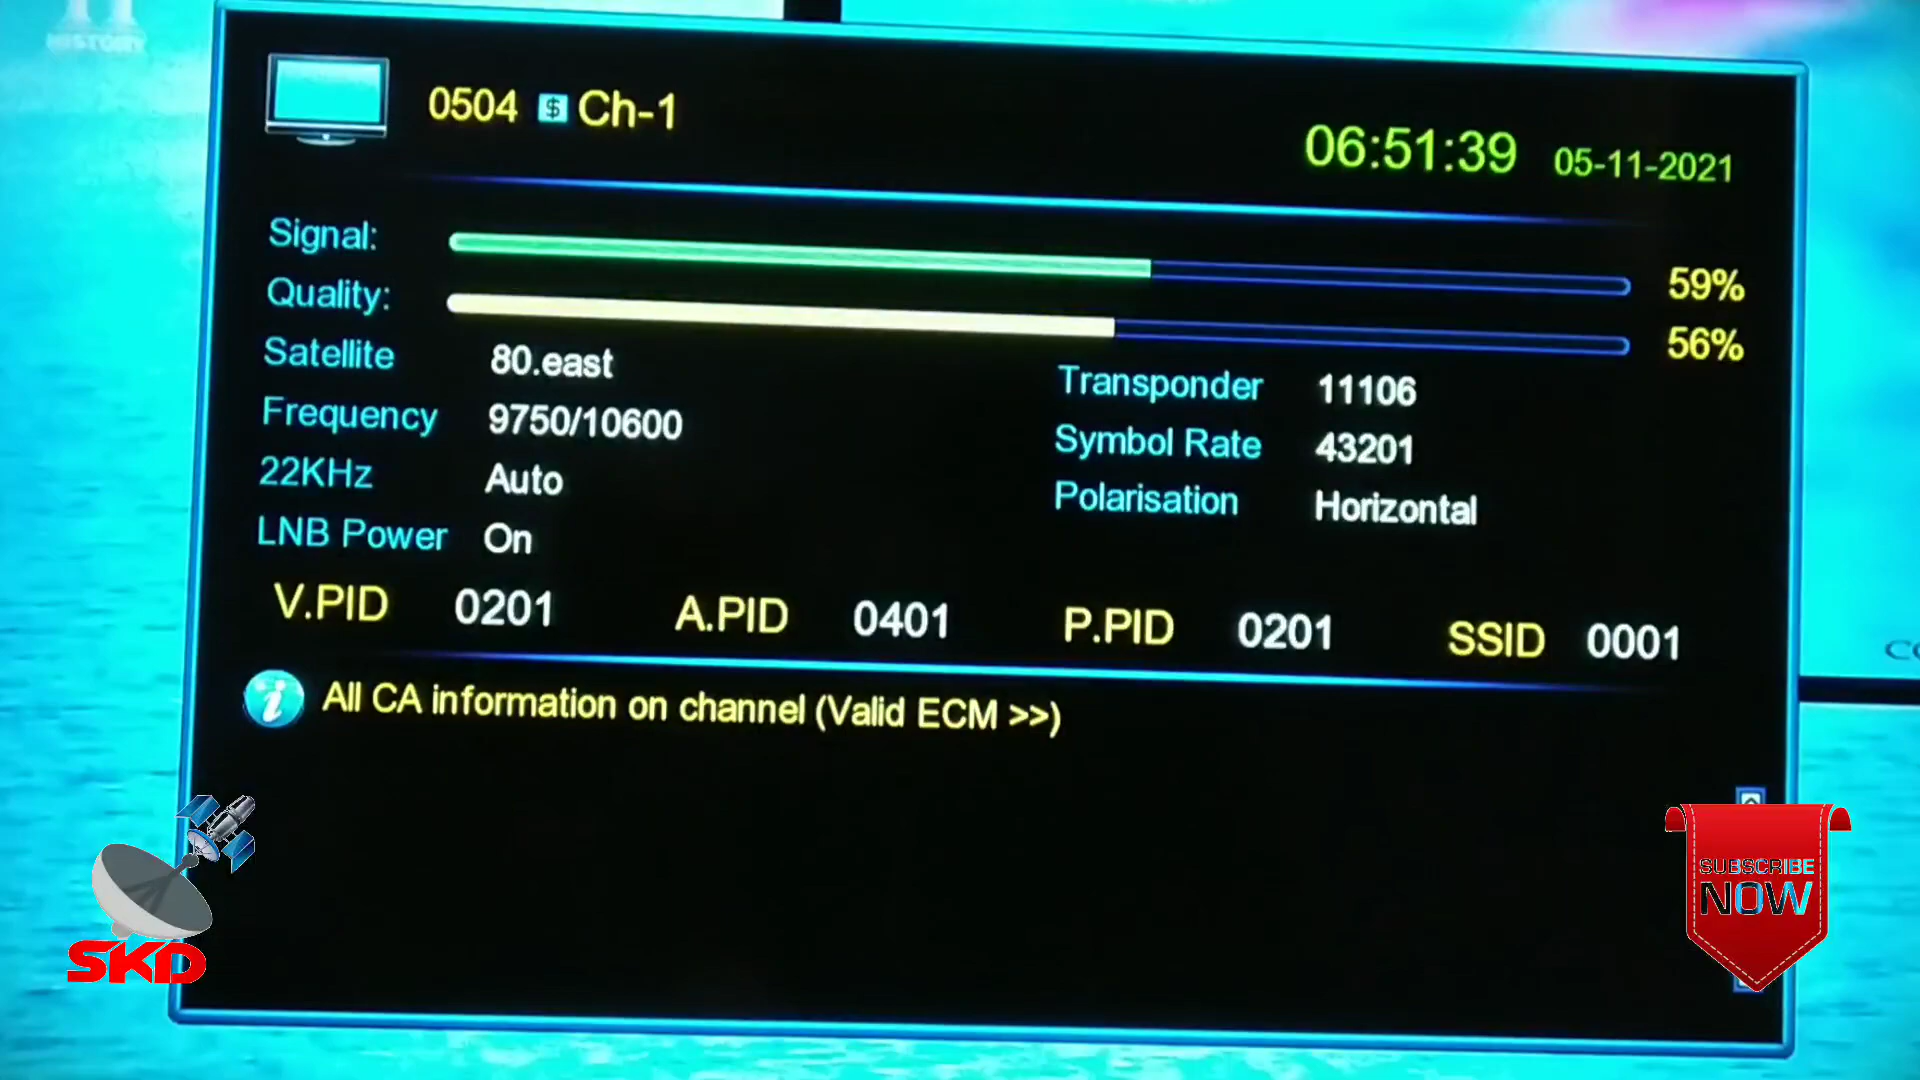 HISTORY
0504 $ Ch-1
06:51:39 05-11-2021
Signal: 59%
Quality: 56%
Satellite 80.east Transponder 11106
Frequency 9750/10600 Symbol Rate 43201
22KHz Auto Polarisation Horizontal
LNB Power On
V.PID 0201 A.PID 0401 P.PID 0201 SSID 0001
i All CA information on channel (Valid ECM >>)
SKD
SUBSCRIBE
NOW